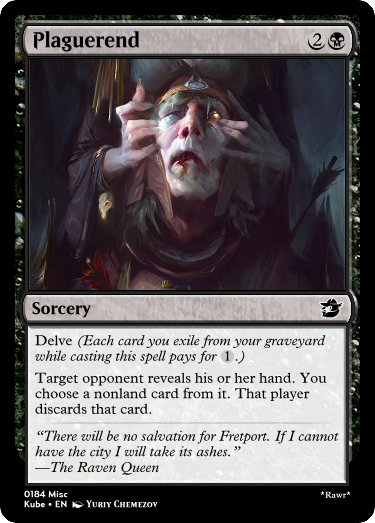 Plaguerend 2
Sorcery
Delve (Each card you exile from your graveyard
while casting this spell pays for 1.)
Target opponent reveals his or her hand. You
choose a nonland card from it. That player
discards that card.
“There will be no salvation for Fretport. If I cannot
have the city I will take its ashes.”
—The Raven Queen
0184 Misc
Kube • EN Yuriy Chemezov *Rawr*